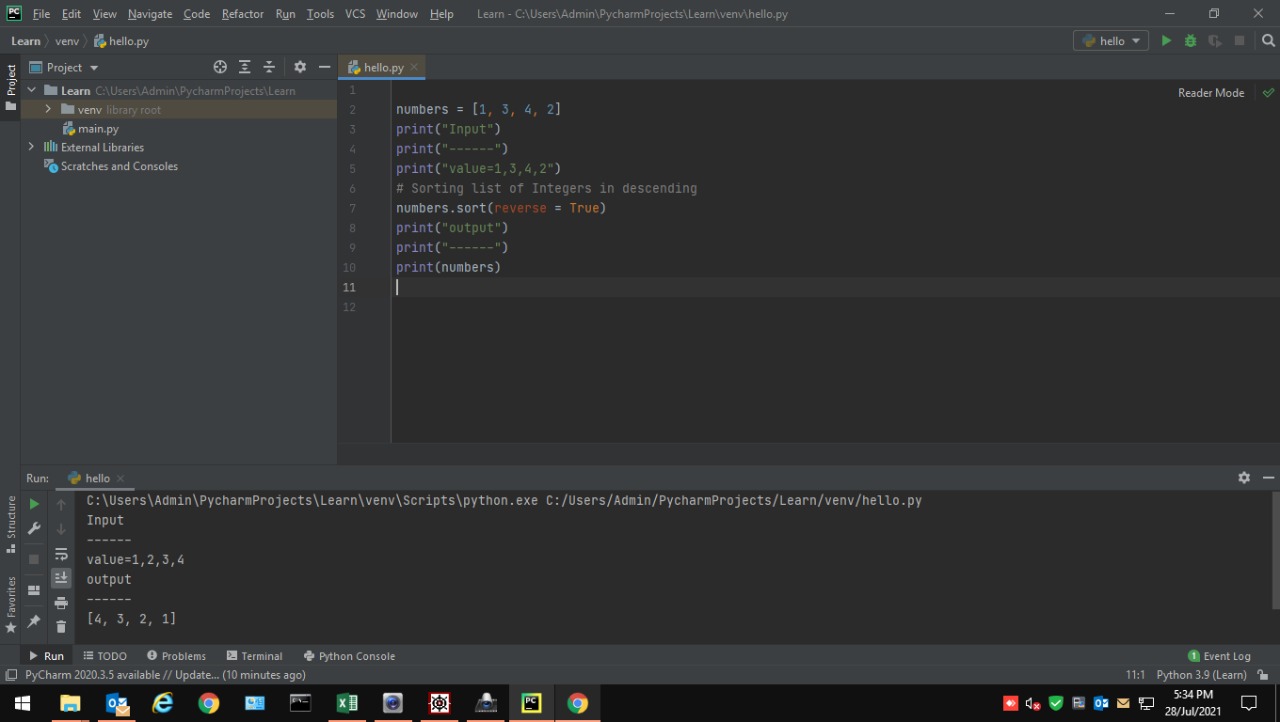 PC File Edit View Navigate Code Refactor Run Tools VCS Window Help Learn - C:\Users\Admin\PycharmProjects\Learn\venv\hello.py
Learn venv hello.py hello
Project hello.py
Project
Learn C:\Users\Admin\PycharmProjects\Learn
venv library root
main.py
External Libraries
Scratches and Consoles
Reader Mode
1
2 numbers = [1, 3, 4, 2]
3 print("Input")
4 print("------")
5 print("value=1,3,4,2")
6 # Sorting list of Integers in descending
7 numbers.sort(reverse = True)
8 print("output")
9 print("------")
10 print(numbers)
11
12
Run: hello
C:\Users\Admin\PycharmProjects\Learn\venv\Scripts\python.exe C:/Users/Admin/PycharmProjects/Learn/venv/hello.py
Input
------
value=1,2,3,4
output
------
[4, 3, 2, 1]
Structure
Favorites
Run TODO Problems Terminal Python Console 1 Event Log
PyCharm 2020.3.5 available // Update... (10 minutes ago) 11:1 Python 3.9 (Learn)
PC
5:34 PM
28/Jul/2021